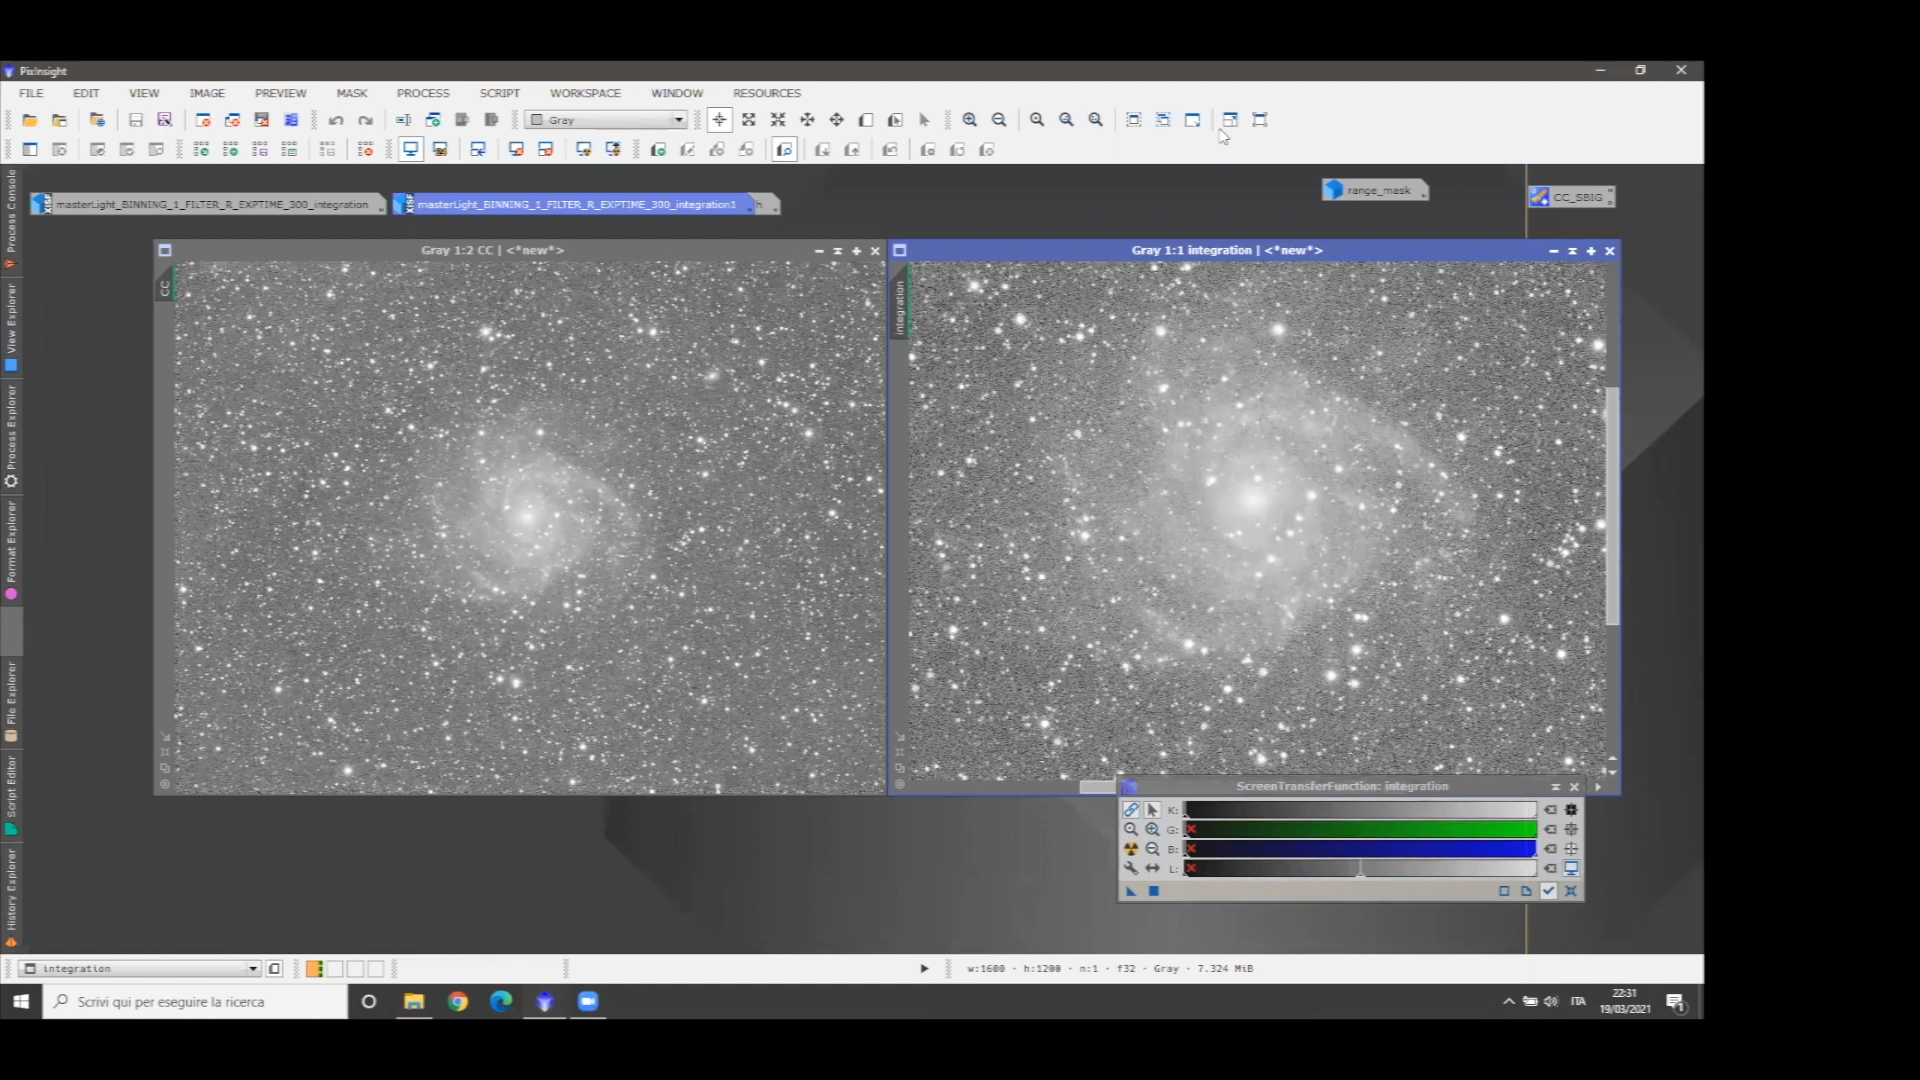 PixInsight
FILE EDIT VIEW IMAGE PREVIEW MASK PROCESS SCRIPT WORKSPACE WINDOW RESOURCES
Gray
masterLight_BINNING_1_FILTER_R_EXPTIME_300_integration
masterLight_BINNING_1_FILTER_R_EXPTIME_300_integration1
h
range_mask
CC_SBIG
Process Console
View Explorer
Process Explorer
Format Explorer
File Explorer
Script Editor
History Explorer
Gray 1:2 CC | <*new*>
CC
Gray 1:1 integration | <*new*>
integration
ScreenTransferFunction: integration
K:
G:
B:
L:
integration
w:1600 · h:1200 · n:1 · f32 · Gray · 7.324 MiB
Scrivi qui per eseguire la ricerca
ITA
22:31
19/03/2021
1